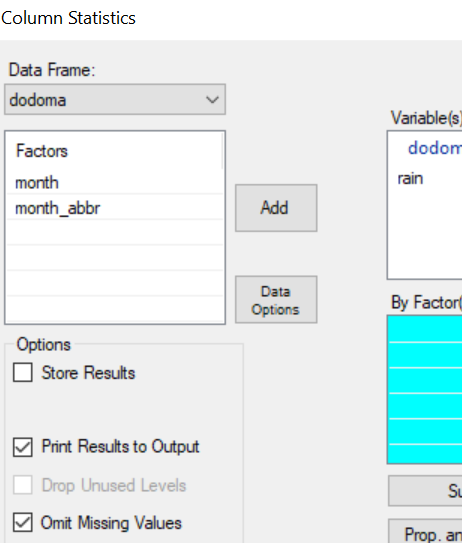 Column Statistics
Data Frame:
dodoma
Factors
month
month_abbr
Add
Data
Options
Variable(s)
dodom
rain
By Factor(
Options
Store Results
Print Results to Output
Drop Unused Levels
Omit Missing Values
Su
Prop. an